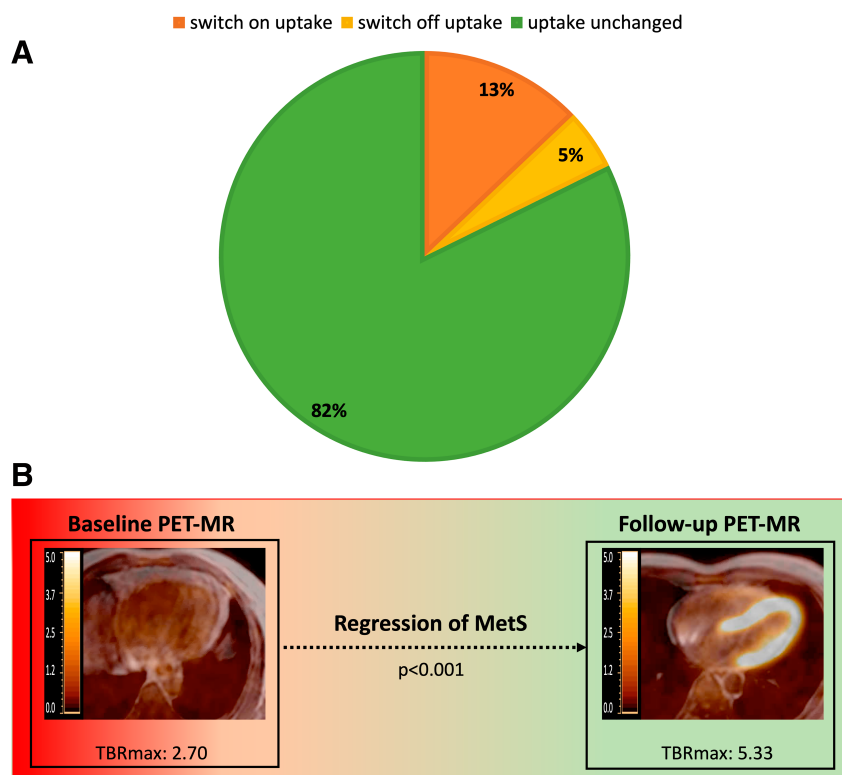 switch on uptake switch off uptake uptake unchanged
A
13%
5%
82%
B
Baseline PET-MR
Follow-up PET-MR
5.0
3.7
2.5
1.2
0.0
Regression of MetS
p<0.001
5.0
3.7
2.5
1.2
0.0
TBRmax: 2.70
TBRmax: 5.33